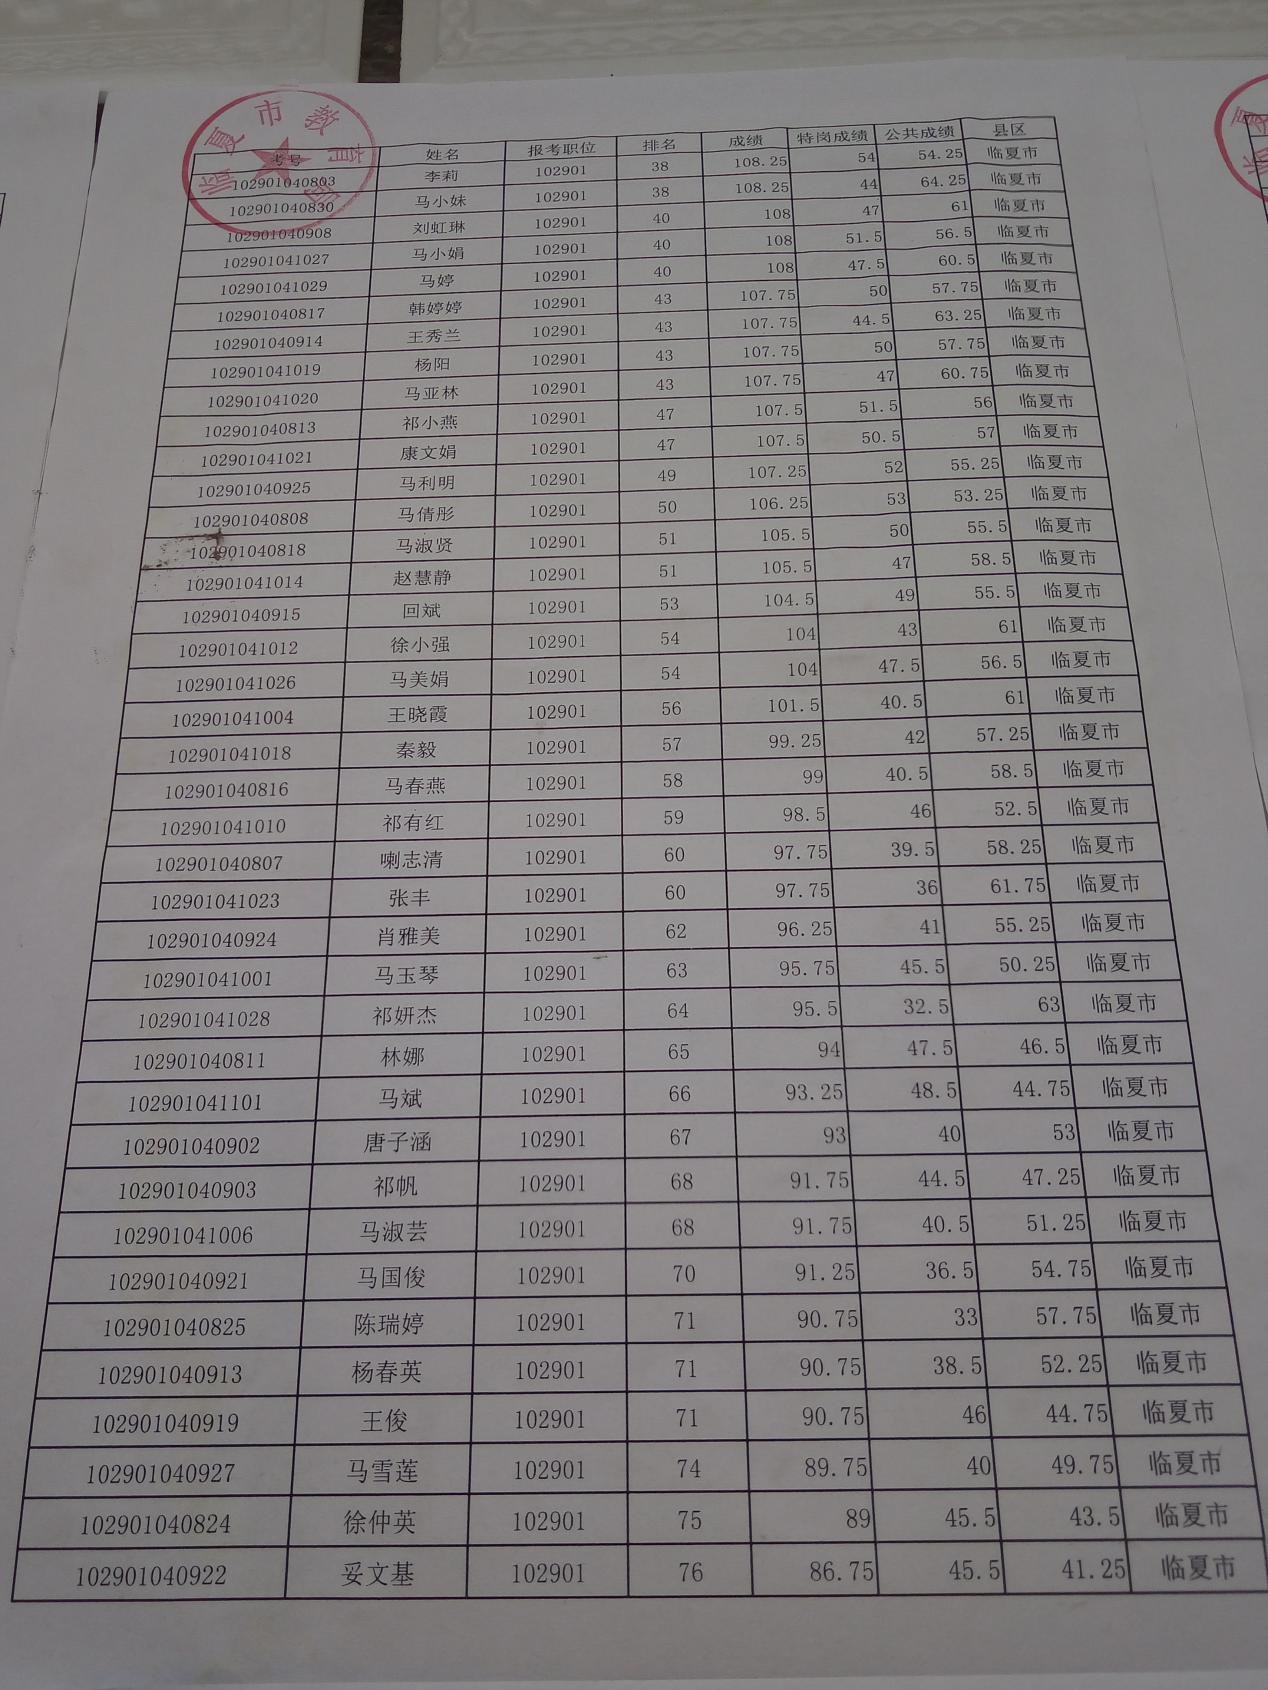 临夏市教育局
考号 姓名 报考职位 排名 成绩 特岗成绩 公共成绩 县区
102901040803 李莉 102901 38 108.25 54 54.25 临夏市
102901040830 马小妹 102901 38 108.25 44 64.25 临夏市
102901040908 刘虹琳 102901 40 108 47 61 临夏市
102901041027 马小娟 102901 40 108 51.5 56.5 临夏市
102901041029 马婷 102901 40 108 47.5 60.5 临夏市
102901040817 韩婷婷 102901 43 107.75 50 57.75 临夏市
102901040914 王秀兰 102901 43 107.75 44.5 63.25 临夏市
102901041019 杨阳 102901 43 107.75 50 57.75 临夏市
102901041020 马亚林 102901 43 107.75 47 60.75 临夏市
102901040813 祁小燕 102901 47 107.5 51.5 56 临夏市
102901041021 康文娟 102901 47 107.5 50.5 57 临夏市
102901040925 马利明 102901 49 107.25 52 55.25 临夏市
102901040808 马倩彤 102901 50 106.25 53 53.25 临夏市
102901040818 马淑贤 102901 51 105.5 50 55.5 临夏市
102901041014 赵慧静 102901 51 105.5 47 58.5 临夏市
102901040915 回斌 102901 53 104.5 49 55.5 临夏市
102901041012 徐小强 102901 54 104 43 61 临夏市
102901041026 马美娟 102901 54 104 47.5 56.5 临夏市
102901041004 王晓霞 102901 56 101.5 40.5 61 临夏市
102901041018 秦毅 102901 57 99.25 42 57.25 临夏市
102901040816 马春燕 102901 58 99 40.5 58.5 临夏市
102901041010 祁有红 102901 59 98.5 46 52.5 临夏市
102901040807 喇志清 102901 60 97.75 39.5 58.25 临夏市
102901041023 张丰 102901 60 97.75 36 61.75 临夏市
102901040924 肖雅美 102901 62 96.25 41 55.25 临夏市
102901041001 马玉琴 102901 63 95.75 45.5 50.25 临夏市
102901041028 祁妍杰 102901 64 95.5 32.5 63 临夏市
102901040811 林娜 102901 65 94 47.5 46.5 临夏市
102901041101 马斌 102901 66 93.25 48.5 44.75 临夏市
102901040902 唐子涵 102901 67 93 40 53 临夏市
102901040903 祁帆 102901 68 91.75 44.5 47.25 临夏市
102901041006 马淑芸 102901 68 91.75 40.5 51.25 临夏市
102901040921 马国俊 102901 70 91.25 36.5 54.75 临夏市
102901040825 陈瑞婷 102901 71 90.75 33 57.75 临夏市
102901040913 杨春英 102901 71 90.75 38.5 52.25 临夏市
102901040919 王俊 102901 71 90.75 46 44.75 临夏市
102901040927 马雪莲 102901 74 89.75 40 49.75 临夏市
102901040824 徐仲英 102901 75 89 45.5 43.5 临夏市
102901040922 妥文基 102901 76 86.75 45.5 41.25 临夏市